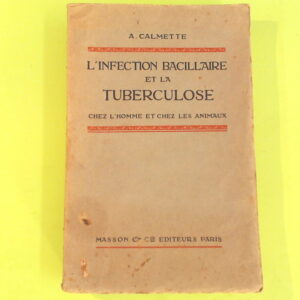 A. CALMETTE
L'INFECTION BACILLAIRE
ET LA
TUBERCULOSE
CHEZ L'HOMME ET CHEZ LES ANIMAUX
MASSON & Cie EDITEURS PARIS